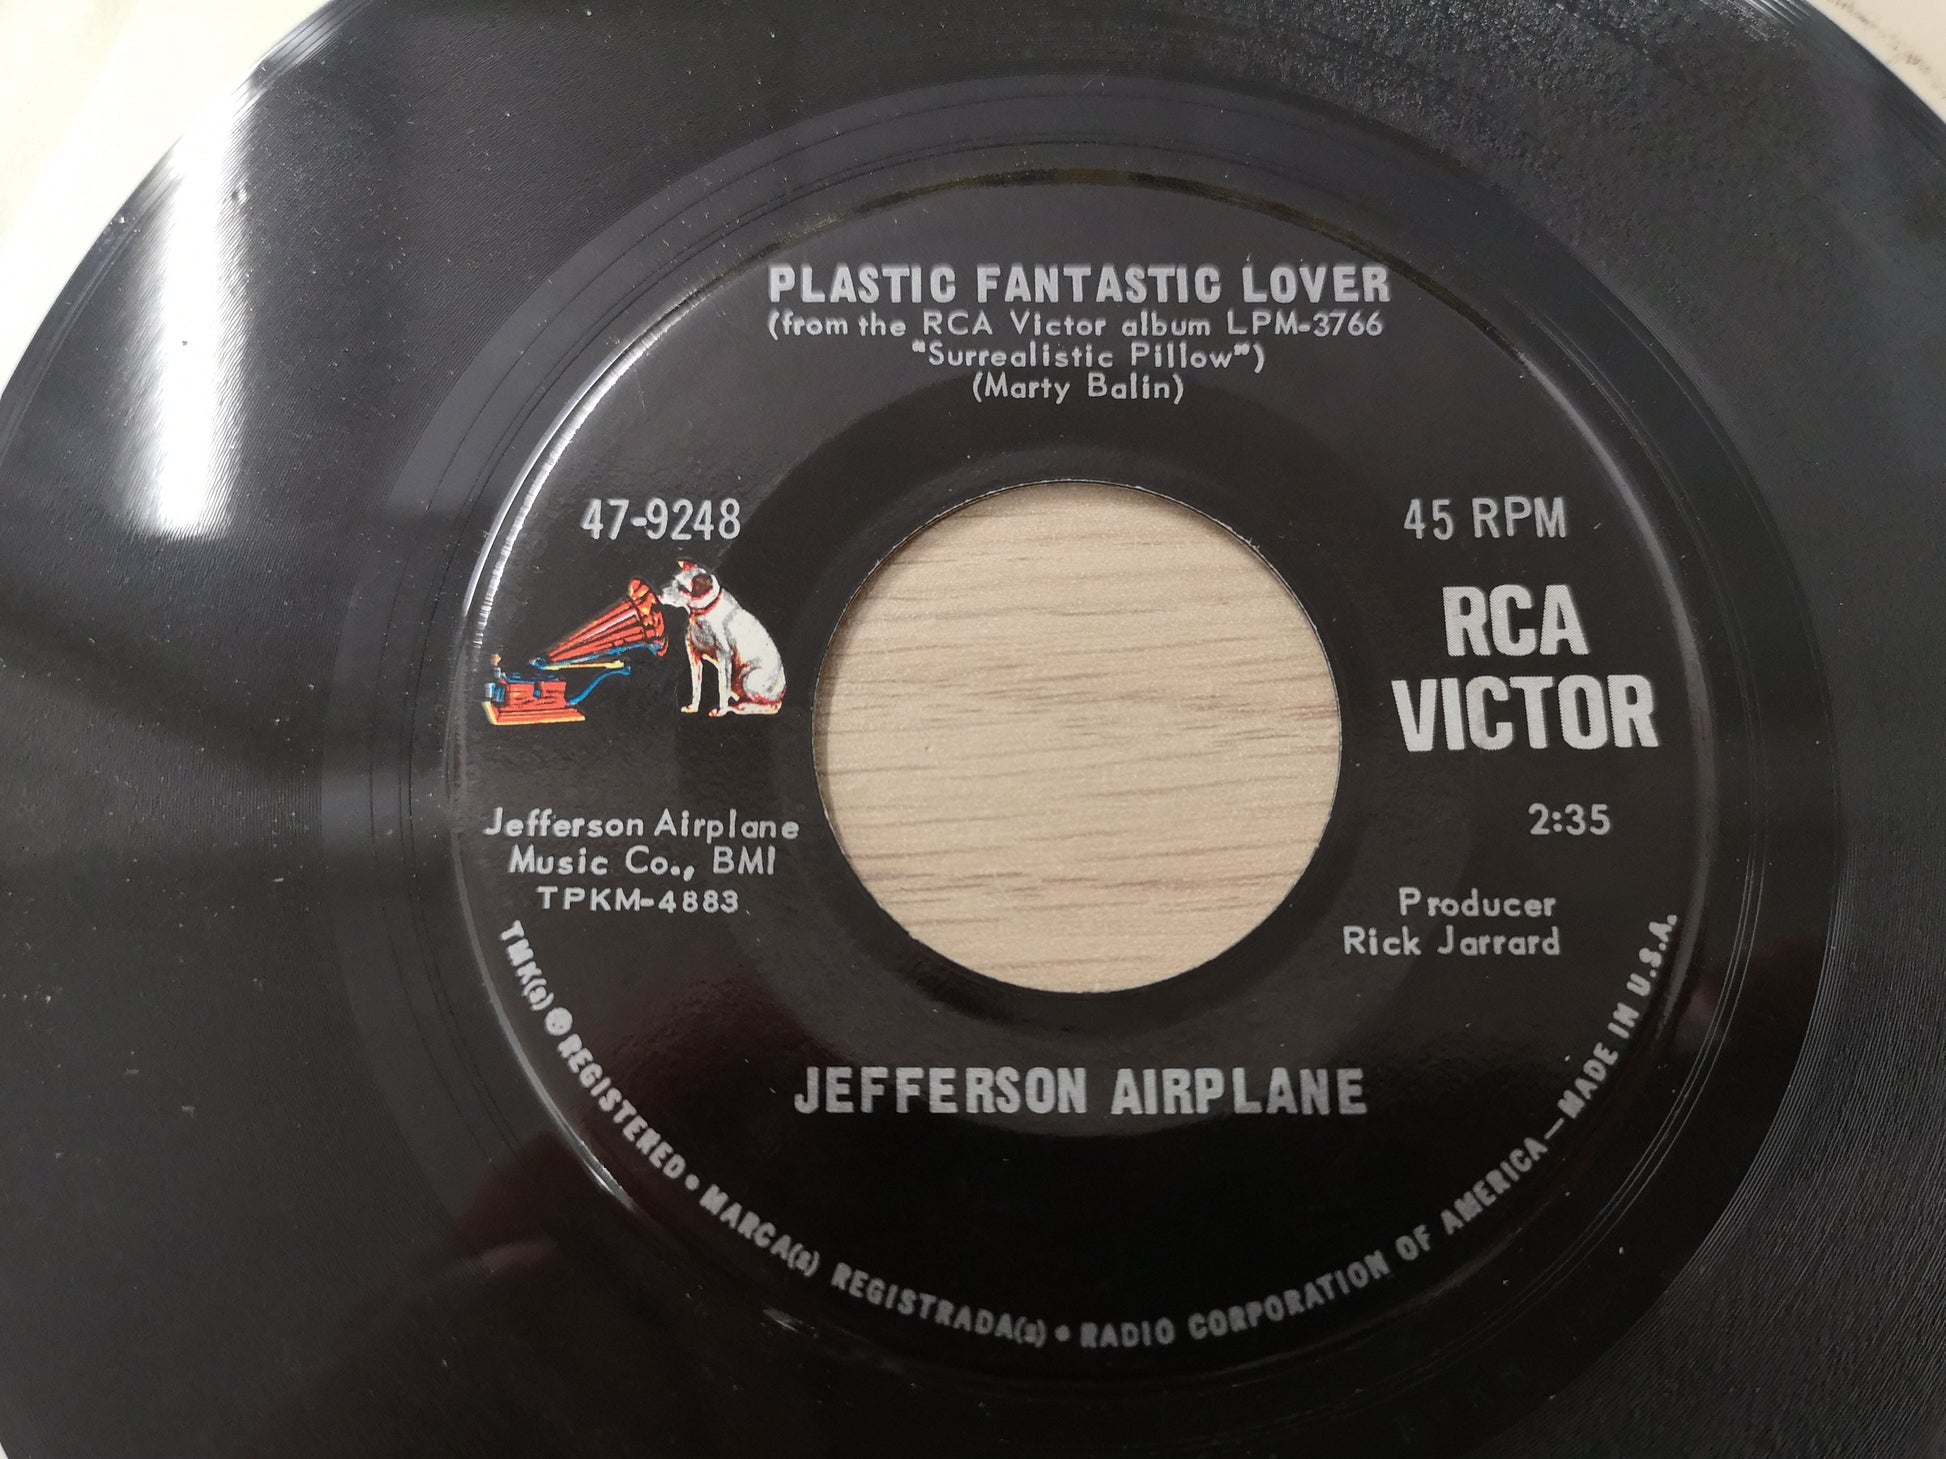 PLASTIC FANTASTIC LOVER
(from the RCA Victor album LPM-3766
"Surrealistic Pillow")
(Marty Balin)
47-9248
45 RPM
RCA
VICTOR
Jefferson Airplane
Music Co., BMI
TPKM-4883
2:35
Producer
Rick Jarrard
JEFFERSON AIRPLANE
TMK(s) ® REGISTERED • MARCA(s) REGISTRADA(s) • RADIO CORPORATION OF AMERICA—MADE IN U.S.A.